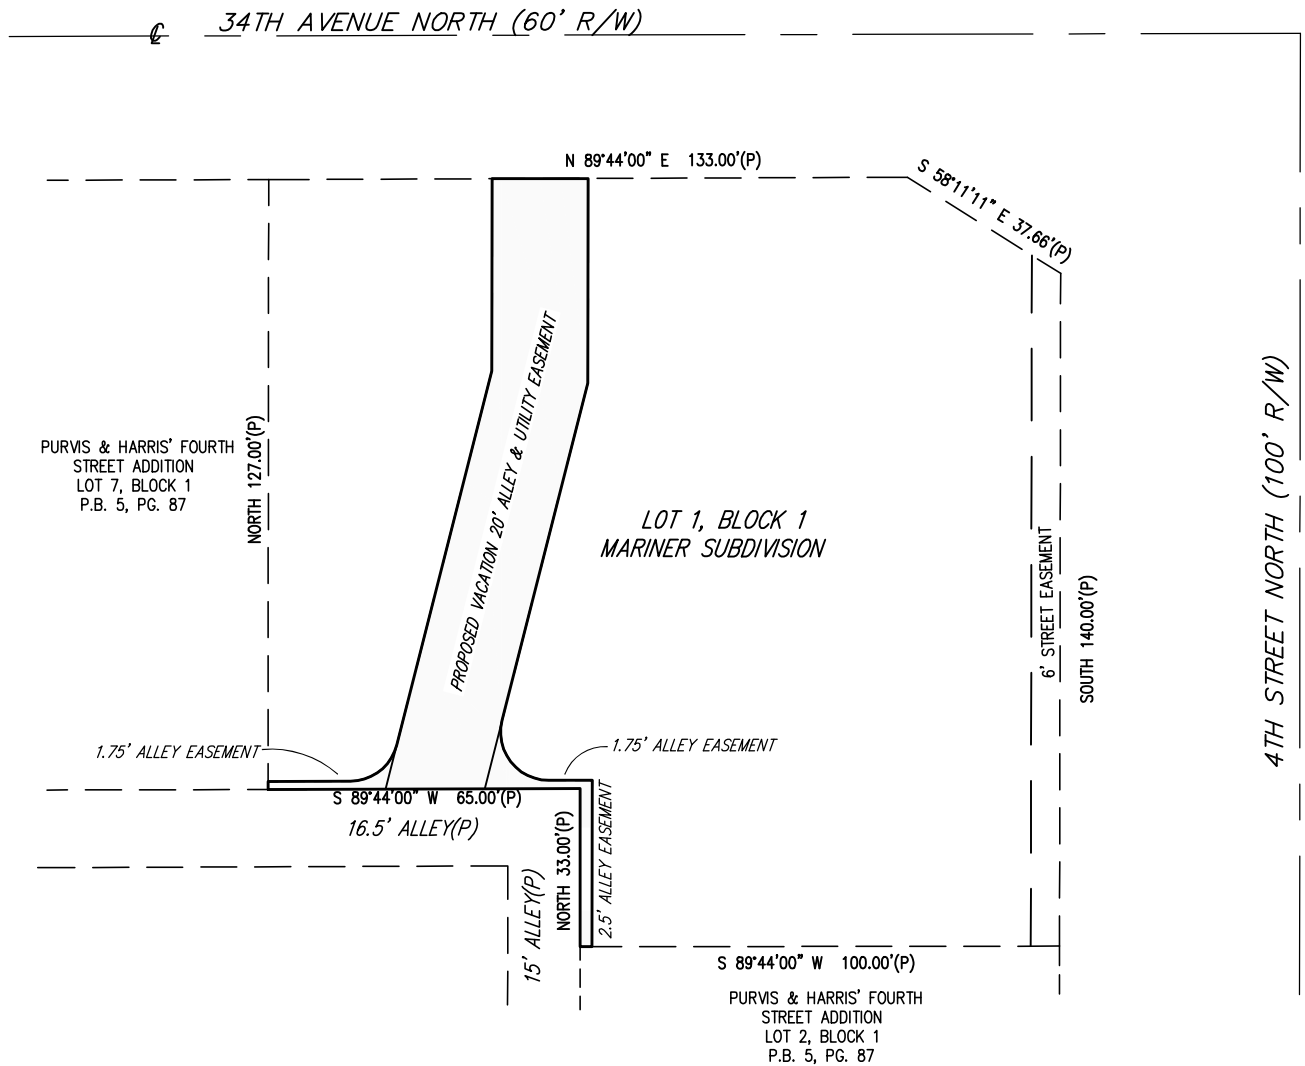 34TH AVENUE NORTH (60' R/W)
N 89°44'00" E 133.00'(P)
S 58°11'11" E 37.66'(P)
PROPOSED VACATION 20' ALLEY & UTILITY EASEMENT
4TH STREET NORTH (100' R/W)
NORTH 127.00'(P)
PURVIS & HARRIS' FOURTH
STREET ADDITION
LOT 7, BLOCK 1
P.B. 5, PG. 87
LOT 1, BLOCK 1
MARINER SUBDIVISION
6' STREET EASEMENT
SOUTH 140.00'(P)
1.75' ALLEY EASEMENT
1.75' ALLEY EASEMENT
S 89°44'00" W 65.00'(P)
16.5' ALLEY(P)
NORTH 33.00'(P)
2.5' ALLEY EASEMENT
15' ALLEY(P)
S 89°44'00" W 100.00'(P)
PURVIS & HARRIS' FOURTH
STREET ADDITION
LOT 2, BLOCK 1
P.B. 5, PG. 87